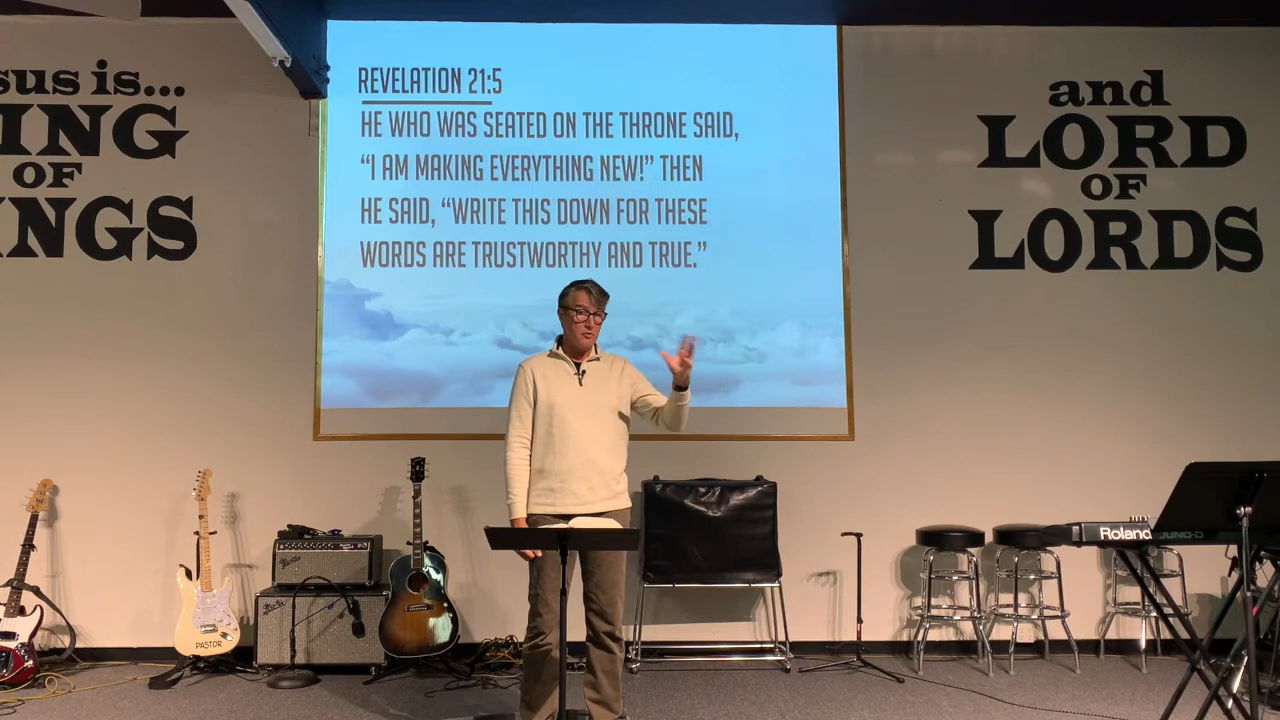 sus is...
ING
OF
NGS
REVELATION 21:5
HE WHO WAS SEATED ON THE THRONE SAID,
“I AM MAKING EVERYTHING NEW!” THEN
HE SAID, “WRITE THIS DOWN FOR THESE
WORDS ARE TRUSTWORTHY AND TRUE.”
and
LORD
OF
LORDS
PASTOR
Roland JUNO-D